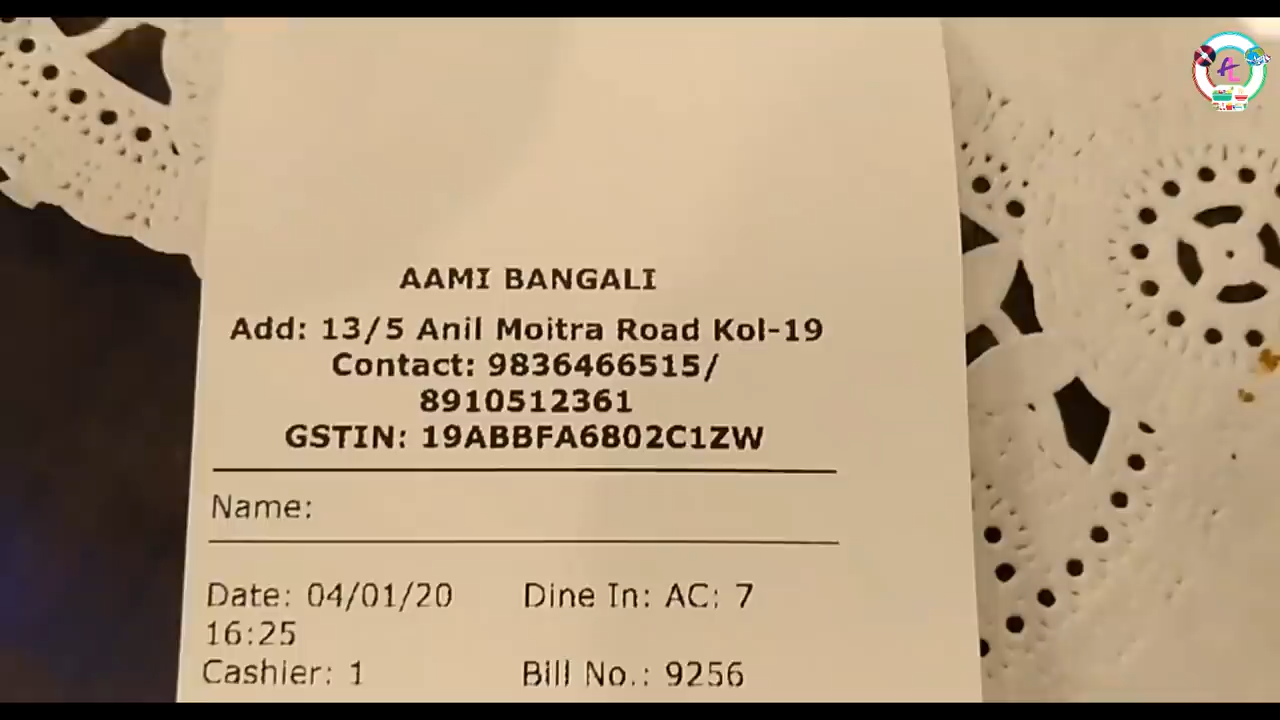 AAMI BANGALI
Add: 13/5 Anil Moitra Road Kol-19
Contact: 9836466515/
8910512361
GSTIN: 19ABBFA6802C1ZW
Name:
Date: 04/01/20 Dine In: AC: 7
16:25
Cashier: 1 Bill No.: 9256
AL